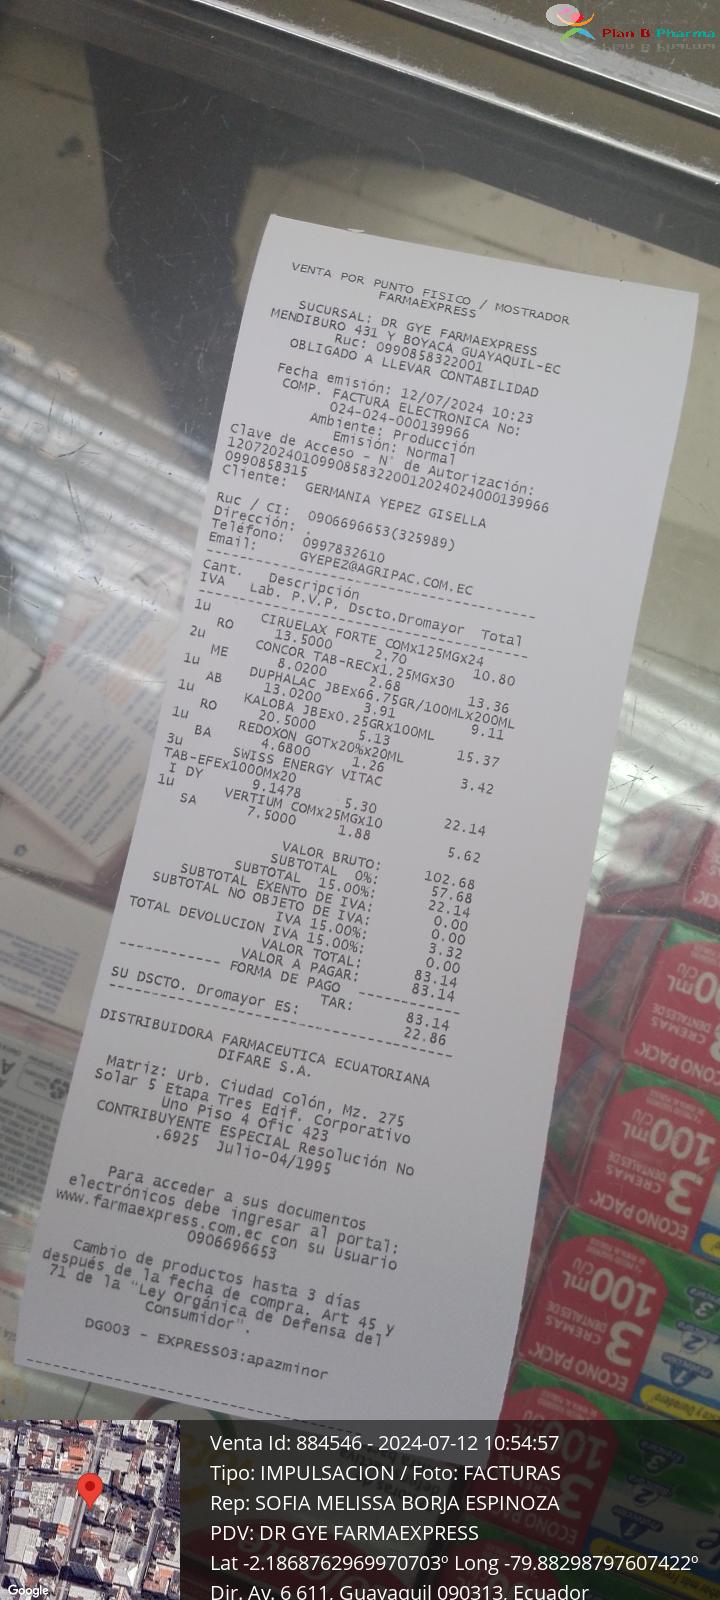 Plan B Pharma
VENTA POR PUNTO FISICO / MOSTRADOR
FARMAEXPRESS
SUCURSAL: DR GYE FARMAEXPRESS
MENDIBURO 431 Y BOYACA GUAYAQUIL-EC
Ruc: 0990858322001
OBLIGADO A LLEVAR CONTABILIDAD
Fecha emisión: 12/07/2024 10:23
COMP. FACTURA ELECTRONICA No:
024-024-000139966
Ambiente: Producción
Emisión: Normal
Clave de Acceso - N° de Autorización:
120720240109908583220012024024000139966
0990858315
Cliente: GERMANIA YEPEZ GISELLA
Ruc / CI: 0906696653(325989)
Dirección: .
Teléfono: 0997832610
Email: GYEPEZ@AGRIPAC.COM.EC
Cant. Descripción
IVA Lab. P.V.P. Dscto.Dromayor Total
1u CIRUELAX FORTE COMx125MGx24
RO 13.5000 2.70 10.80
2u CONCOR TAB-RECx1.25MGx30
ME 8.0200 2.68 13.36
1u DUPHALAC JBEx66.75GR/100MLx200ML
AB 13.0200 3.91 9.11
1u KALOBA JBEx0.25GRx100ML
RO 20.5000 5.13 15.37
1u REDOXON GOTx20%x20ML
BA 4.6800 1.26 3.42
3u SWISS ENERGY VITAC
TAB-EFEx1000Mx20
I DY 9.1478 5.30 22.14
1u VERTIUM COMx25MGx10
SA 7.5000 1.88 5.62
VALOR BRUTO: 102.68
SUBTOTAL 0%: 57.68
SUBTOTAL 15.00%: 22.14
SUBTOTAL EXENTO DE IVA: 0.00
SUBTOTAL NO OBJETO DE IVA: 0.00
IVA 15.00%: 3.32
TOTAL DEVOLUCION IVA 15.00%: 0.00
VALOR TOTAL: 83.14
VALOR A PAGAR: 83.14
------------ FORMA DE PAGO ------------
TAR: 83.14
SU DSCTO. Dromayor ES: 22.86
DISTRIBUIDORA FARMACEUTICA ECUATORIANA
DIFARE S.A.
Matriz: Urb. Ciudad Colón, Mz. 275
Solar 5 Etapa Tres Edif. Corporativo
Uno Piso 4 Ofic 423
CONTRIBUYENTE ESPECIAL Resolución No
.6925 Julio-04/1995
Para acceder a sus documentos
electrónicos debe ingresar al portal:
www.farmaexpress.com.ec con su usuario
0906696653
Cambio de productos hasta 3 días
después de la fecha de compra. Art 45 y
71 de la "Ley Orgánica de Defensa del
Consumidor".
DG003 - EXPRESS03:apazminor
ECONO PACK*
3 CREMAS
DENTALES DE
100mL
C/U
Venta Id: 884546 - 2024-07-12 10:54:57
Tipo: IMPULSACION / Foto: FACTURAS
Rep: SOFIA MELISSA BORJA ESPINOZA
PDV: DR GYE FARMAEXPRESS
Lat -2.1868762969970703º Long -79.88298797607422º
Dir. Av. 6 611, Guayaquil 090313, Ecuador
Google